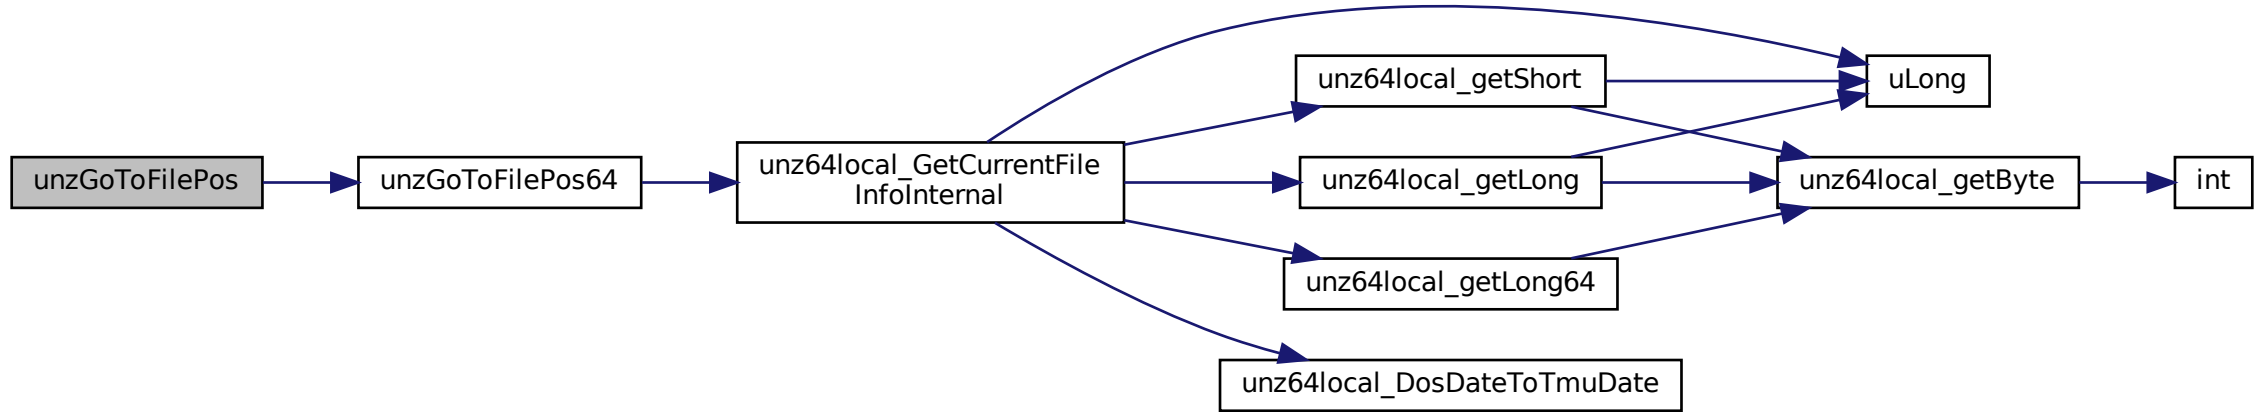 unzGoToFilePos
unzGoToFilePos64
unz64local_GetCurrentFile
InfoInternal
unz64local_getShort
unz64local_getLong
unz64local_getLong64
unz64local_DosDateToTmuDate
uLong
unz64local_getByte
int